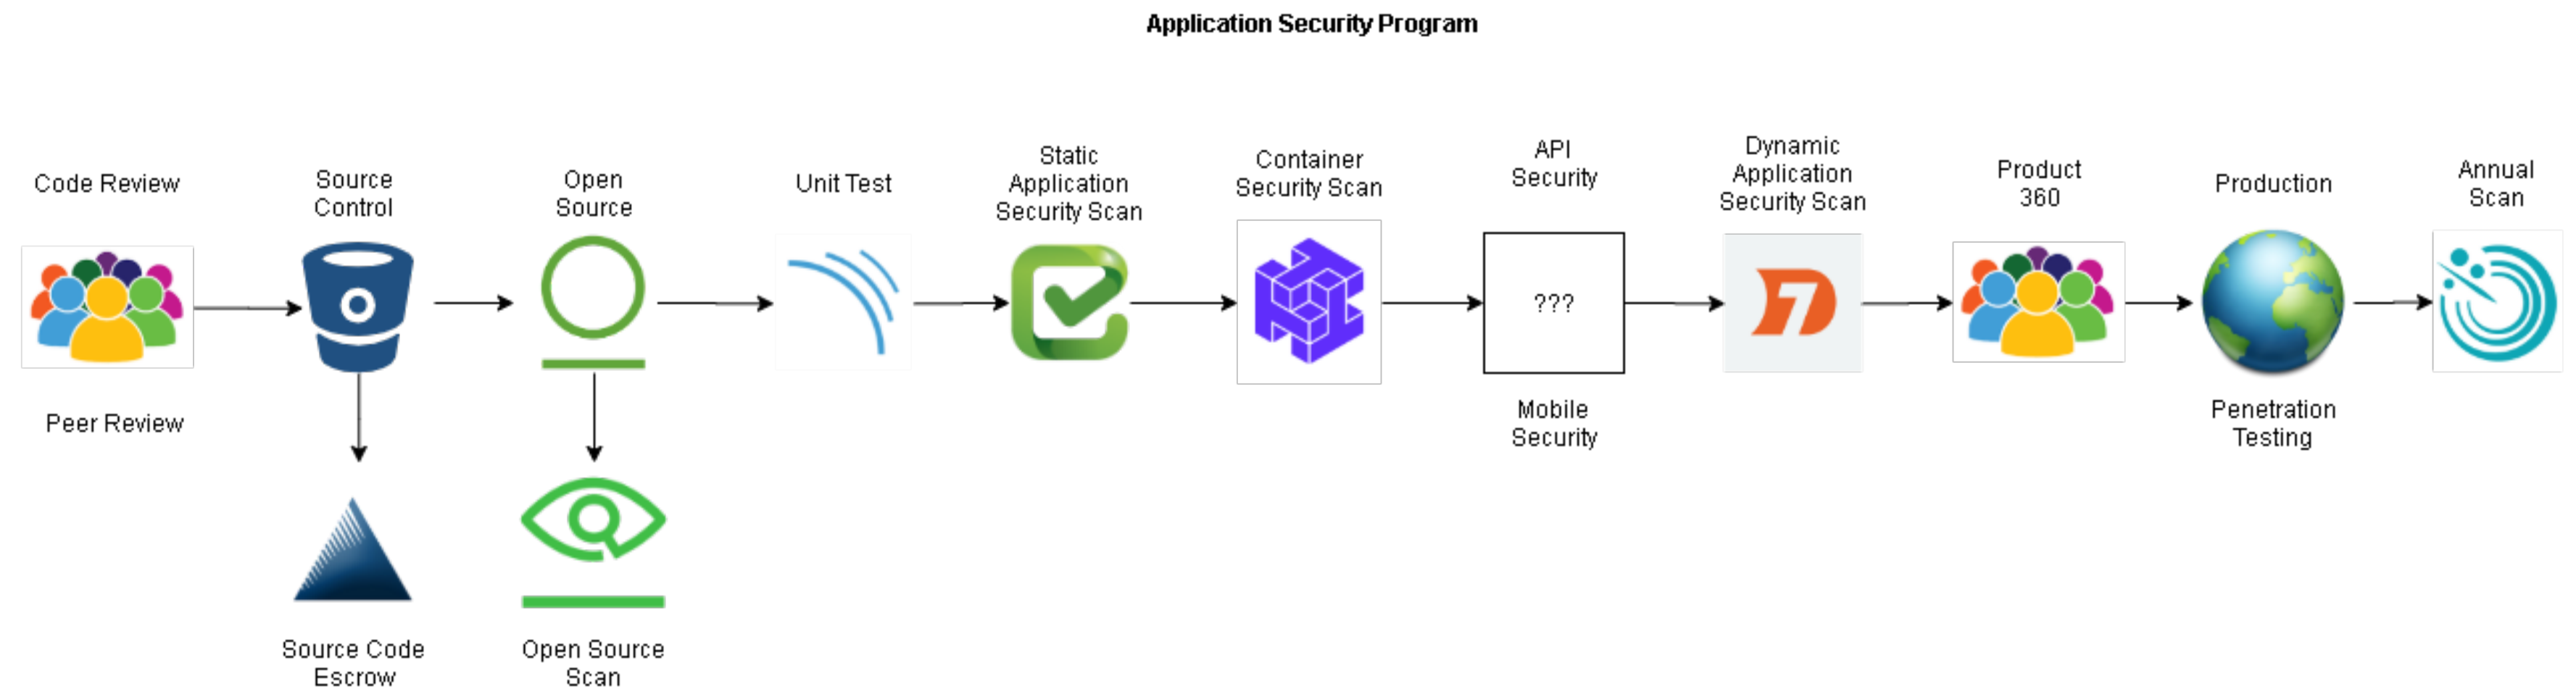 Application Security Program
Code Review
Peer Review
Source
Control
Source Code
Escrow
Open
Source
Open Source
Scan
Unit Test
Static
Application
Security Scan
Container
Security Scan
API
Security
???
Mobile
Security
Dynamic
Application
Security Scan
7
Product
360
Production
Penetration
Testing
Annual
Scan